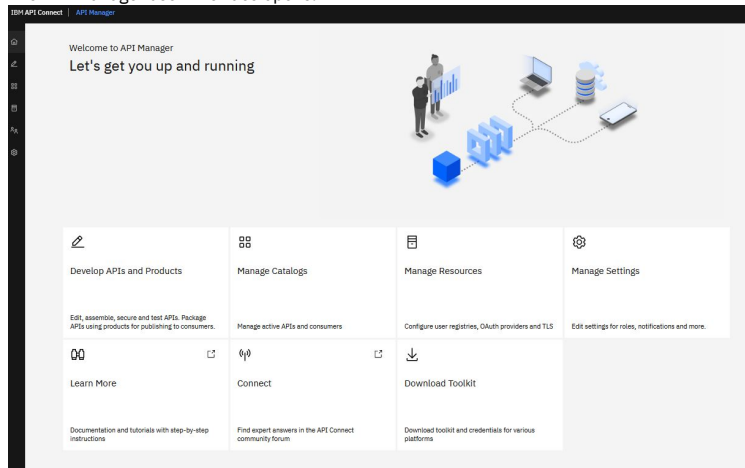 IBM API Connect | API Manager
Welcome to API Manager
Let's get you up and running
Develop APIs and Products
Edit, assemble, secure and test APIs. Package
APIs using products for publishing to consumers.
Manage Catalogs
Manage active APIs and consumers
Manage Resources
Configure user registries, OAuth providers and TLS
Manage Settings
Edit settings for roles, notifications and more.
Learn More
Documentation and tutorials with step-by-step
instructions
Connect
Find expert answers in the API Connect
community forum
Download Toolkit
Download toolkit and credentials for various
platforms